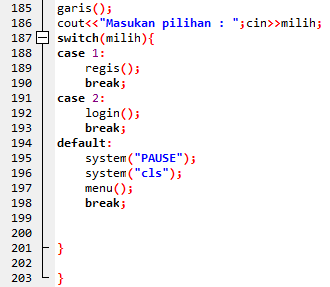 185 garis();
186 cout<<"Masukan pilihan : ";cin>>milih;
187 switch(milih){
188 case 1:
189 regis();
190 break;
191 case 2:
192 login();
193 break;
194 default:
195 system("PAUSE");
196 system("cls");
197 menu();
198 break;
199
200
201 }
202
203 }